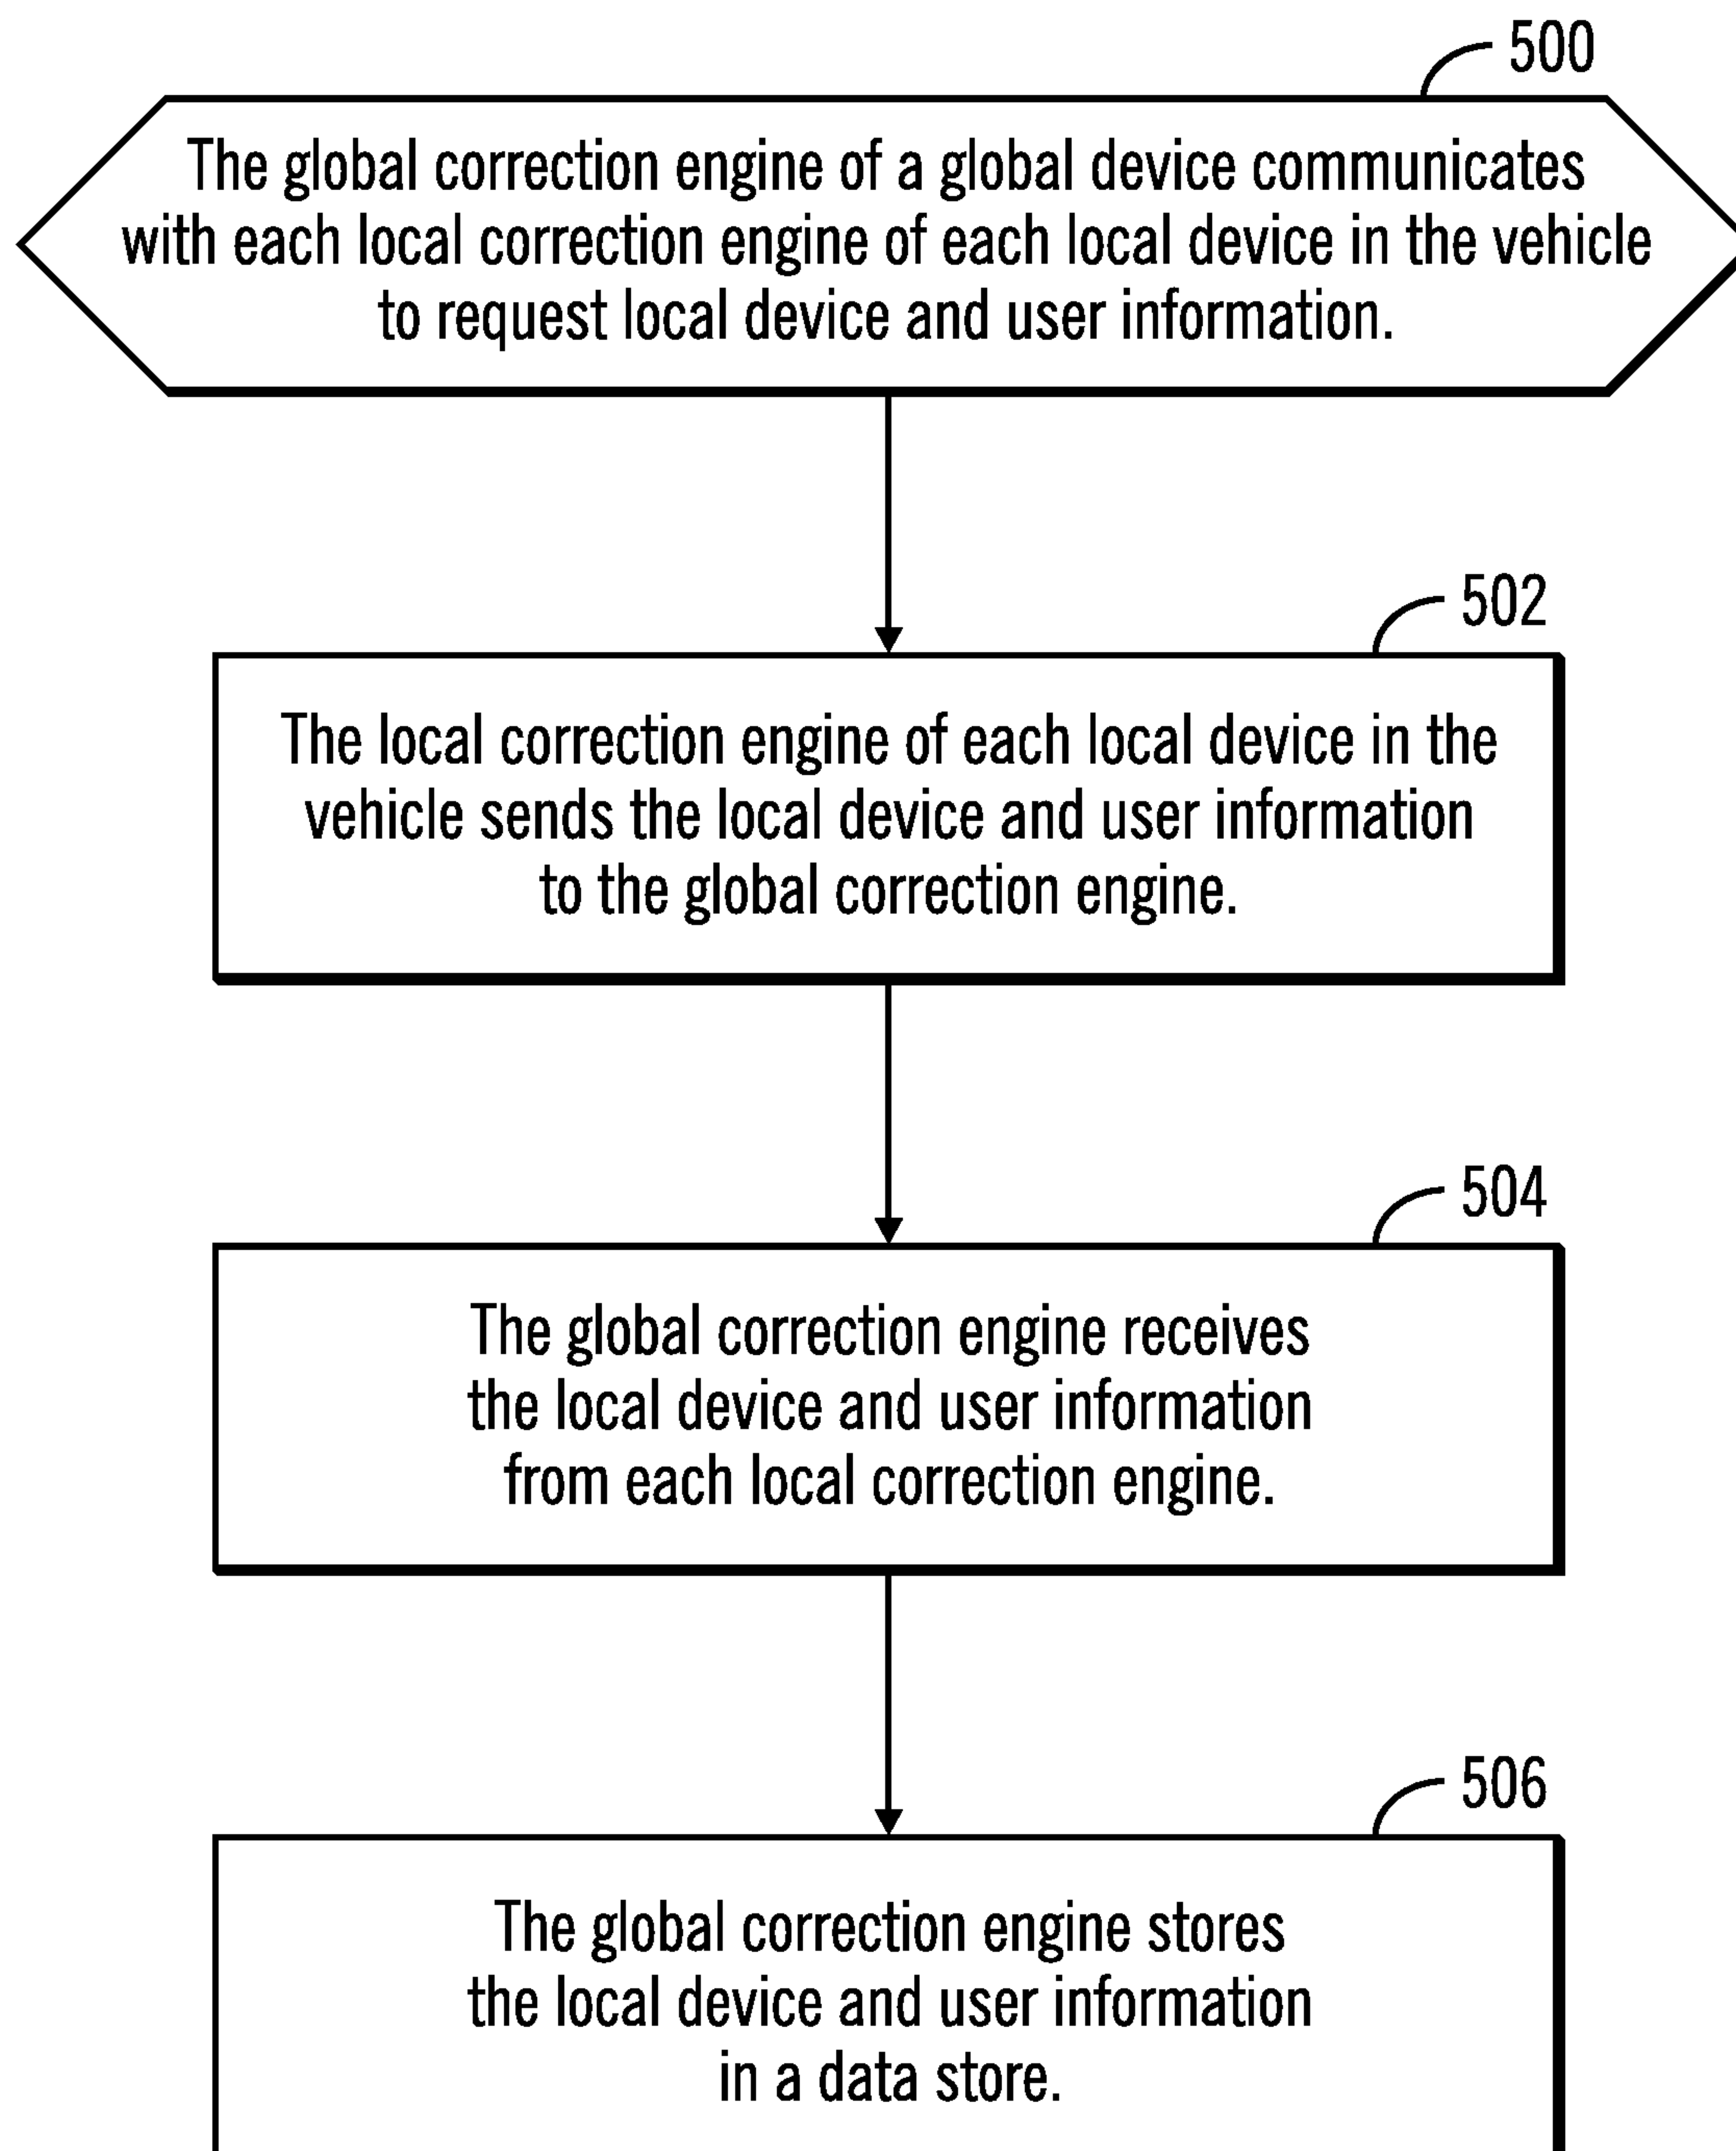 500
The global correction engine of a global device communicates
with each local correction engine of each local device in the vehicle
to request local device and user information.
502
The local correction engine of each local device in the
vehicle sends the local device and user information
to the global correction engine.
504
The global correction engine receives
the local device and user information
from each local correction engine.
506
The global correction engine stores
the local device and user information
in a data store.